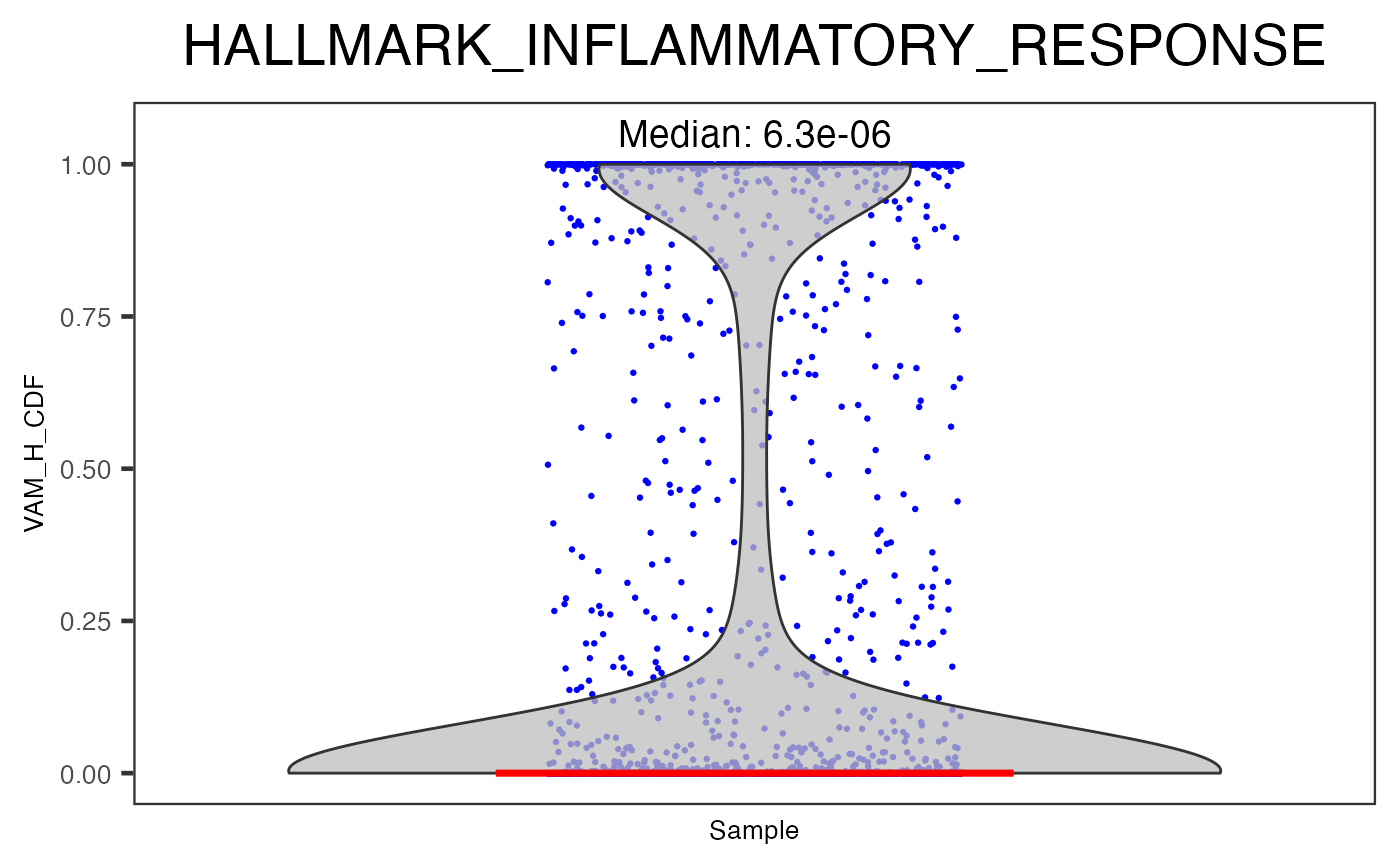 HALLMARK_INFLAMMATORY_RESPONSE
Median: 6.3e-06
1.00
0.75
0.50
0.25
0.00
VAM_H_CDF
Sample